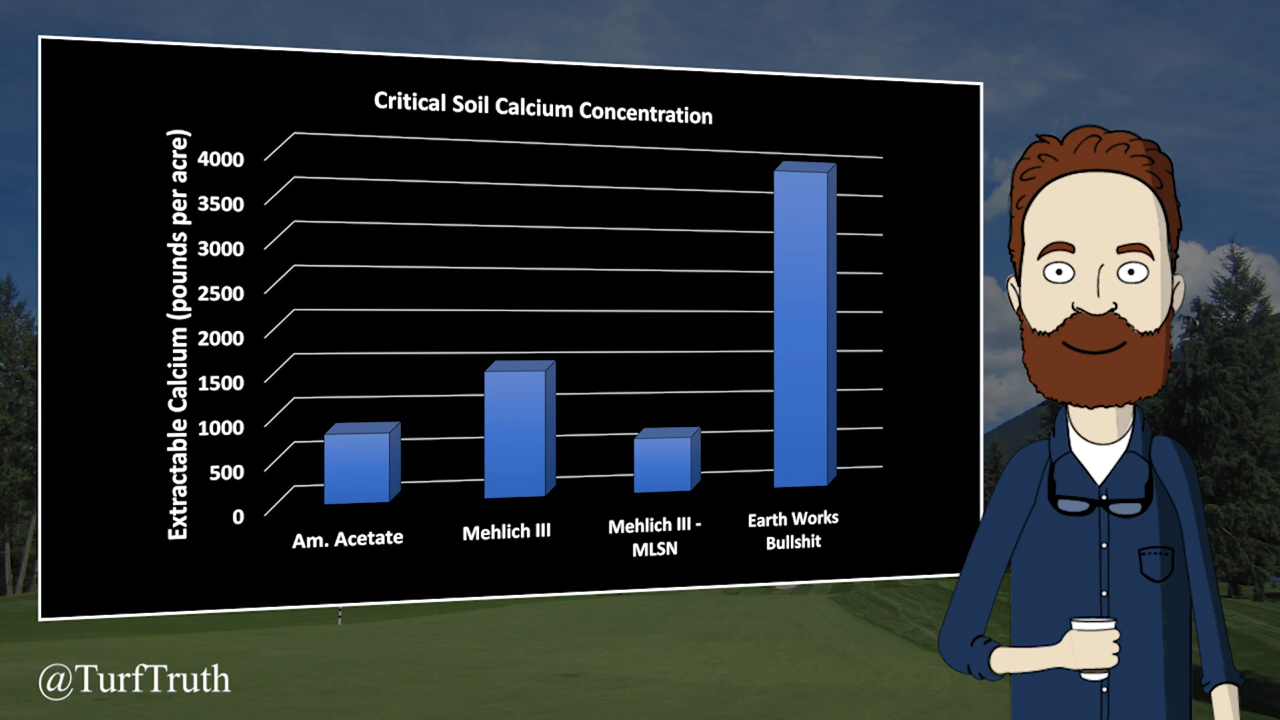 Critical Soil Calcium Concentration
Extractable Calcium (pounds per acre)
4000
3500
3000
2500
2000
1500
1000
500
0
Am. Acetate
Mehlich III
Mehlich III -
MLSN
Earth Works
Bullshit
@TurfTruth